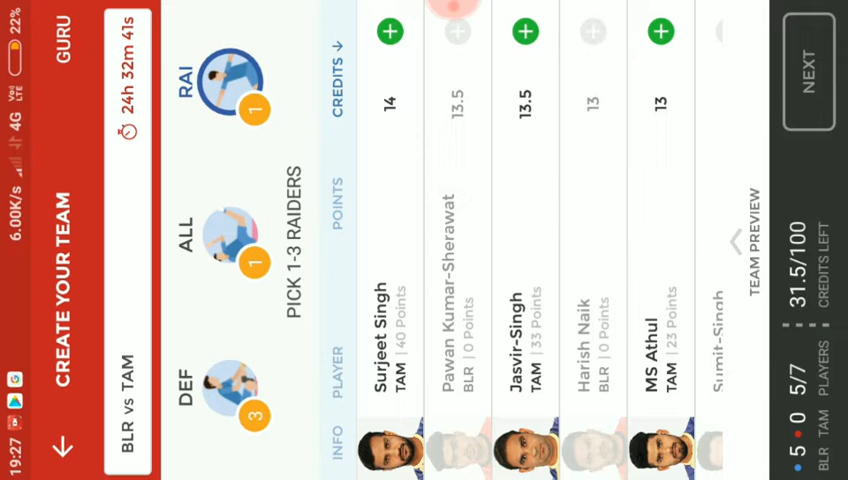 19:27 6.00K/s 4G VoJ LTE 22%
CREATE YOUR TEAM GURU
BLR vs TAM 24h 32m 41s
DEF ALL RAI
3 1 1
PICK 1-3 RAIDERS
INFO PLAYER POINTS CREDITS ↓
Surjeet Singh 14
TAM | 40 Points
Pawan Kumar-Sherawat 13.5
BLR | 0 Points
Jasvir-Singh 13.5
TAM | 33 Points
Harish Naik 13
BLR | 0 Points
MS Athul 13
TAM | 23 Points
Sumit-Singh
TEAM PREVIEW
5 0 5/7 31.5/100 NEXT
BLR TAM PLAYERS CREDITS LEFT